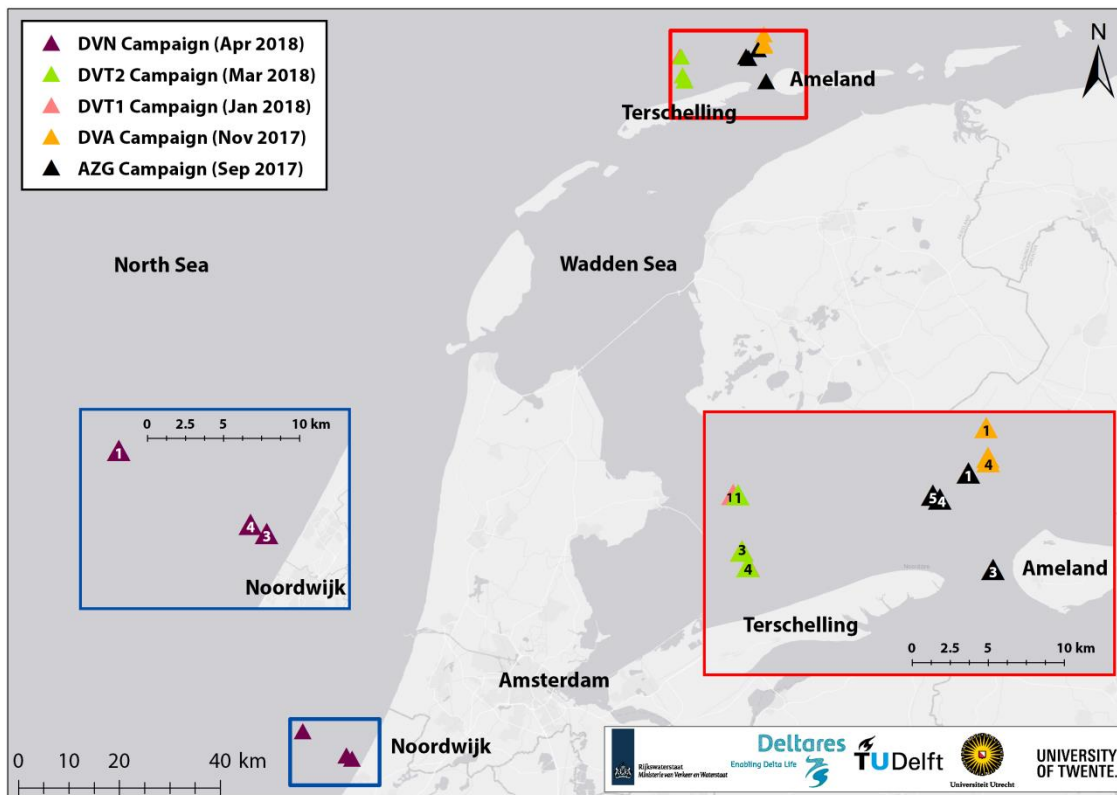 DVN Campaign (Apr 2018)
DVT2 Campaign (Mar 2018)
DVT1 Campaign (Jan 2018)
DVA Campaign (Nov 2017)
AZG Campaign (Sep 2017)
N
Ameland
Terschelling
North Sea
Wadden Sea
0 2.5 5 10 km
1
4
3
Noordwijk
1
4
1
5
4
11
3
4
3
Ameland
Terschelling
0 2.5 5 10 km
Amsterdam
Noordwijk
0 10 20 40 km
Rijkswaterstaat
Ministerie van Verkeer en Waterstaat
Deltares
Enabling Delta Life
TUDelft
Universiteit Utrecht
UNIVERSITY
OF TWENTE.